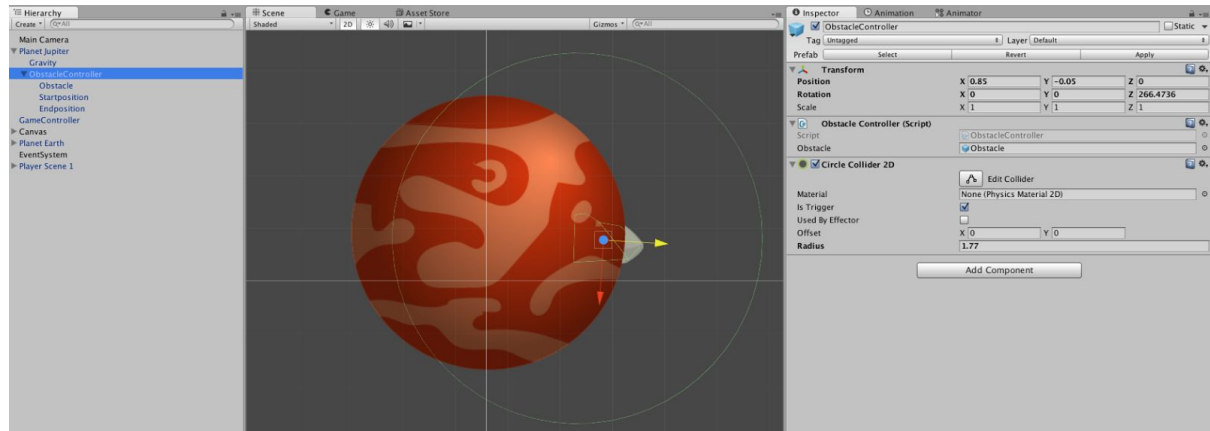 Hierarchy
Create
All
Main Camera
Planet Jupiter
Gravity
ObstacleController
Obstacle
Startposition
Endposition
GameController
Canvas
Planet Earth
EventSystem
Player Scene 1
Scene
Game
Asset Store
Shaded
2D
Gizmos
All
Inspector
Animation
Animator
ObstacleController
Static
Tag Untagged Layer Default
Prefab Select Revert Apply
Transform
Position X 0.85 Y -0.05 Z 0
Rotation X 0 Y 0 Z 266.4736
Scale X 1 Y 1 Z 1
Obstacle Controller (Script)
Script ObstacleController
Obstacle Obstacle
Circle Collider 2D
Edit Collider
Material None (Physics Material 2D)
Is Trigger
Used By Effector
Offset X 0 Y 0
Radius 1.77
Add Component